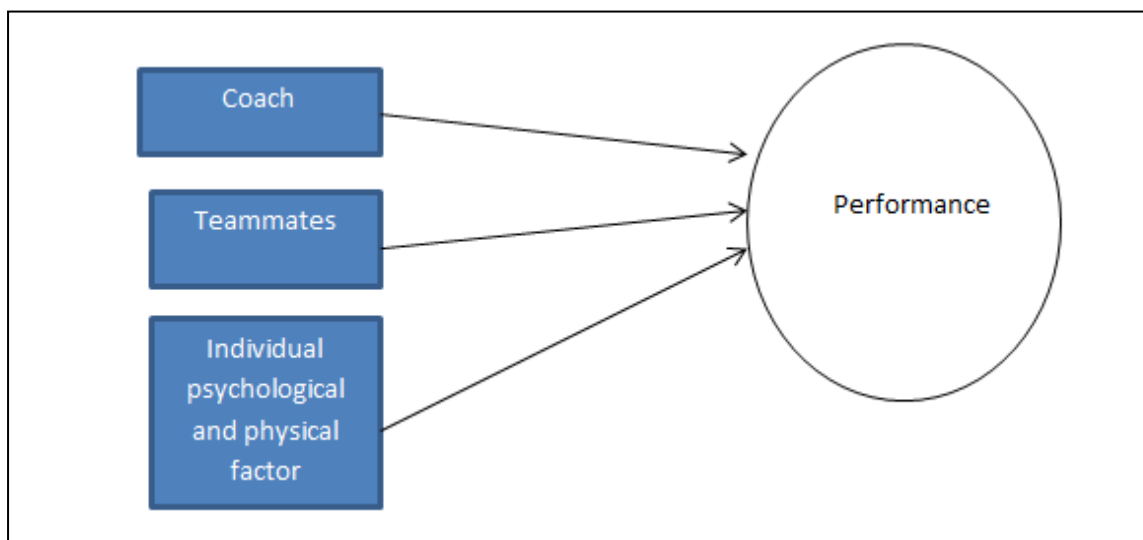 Coach
Teammates
Individual
psychological
and physical
factor
Performance